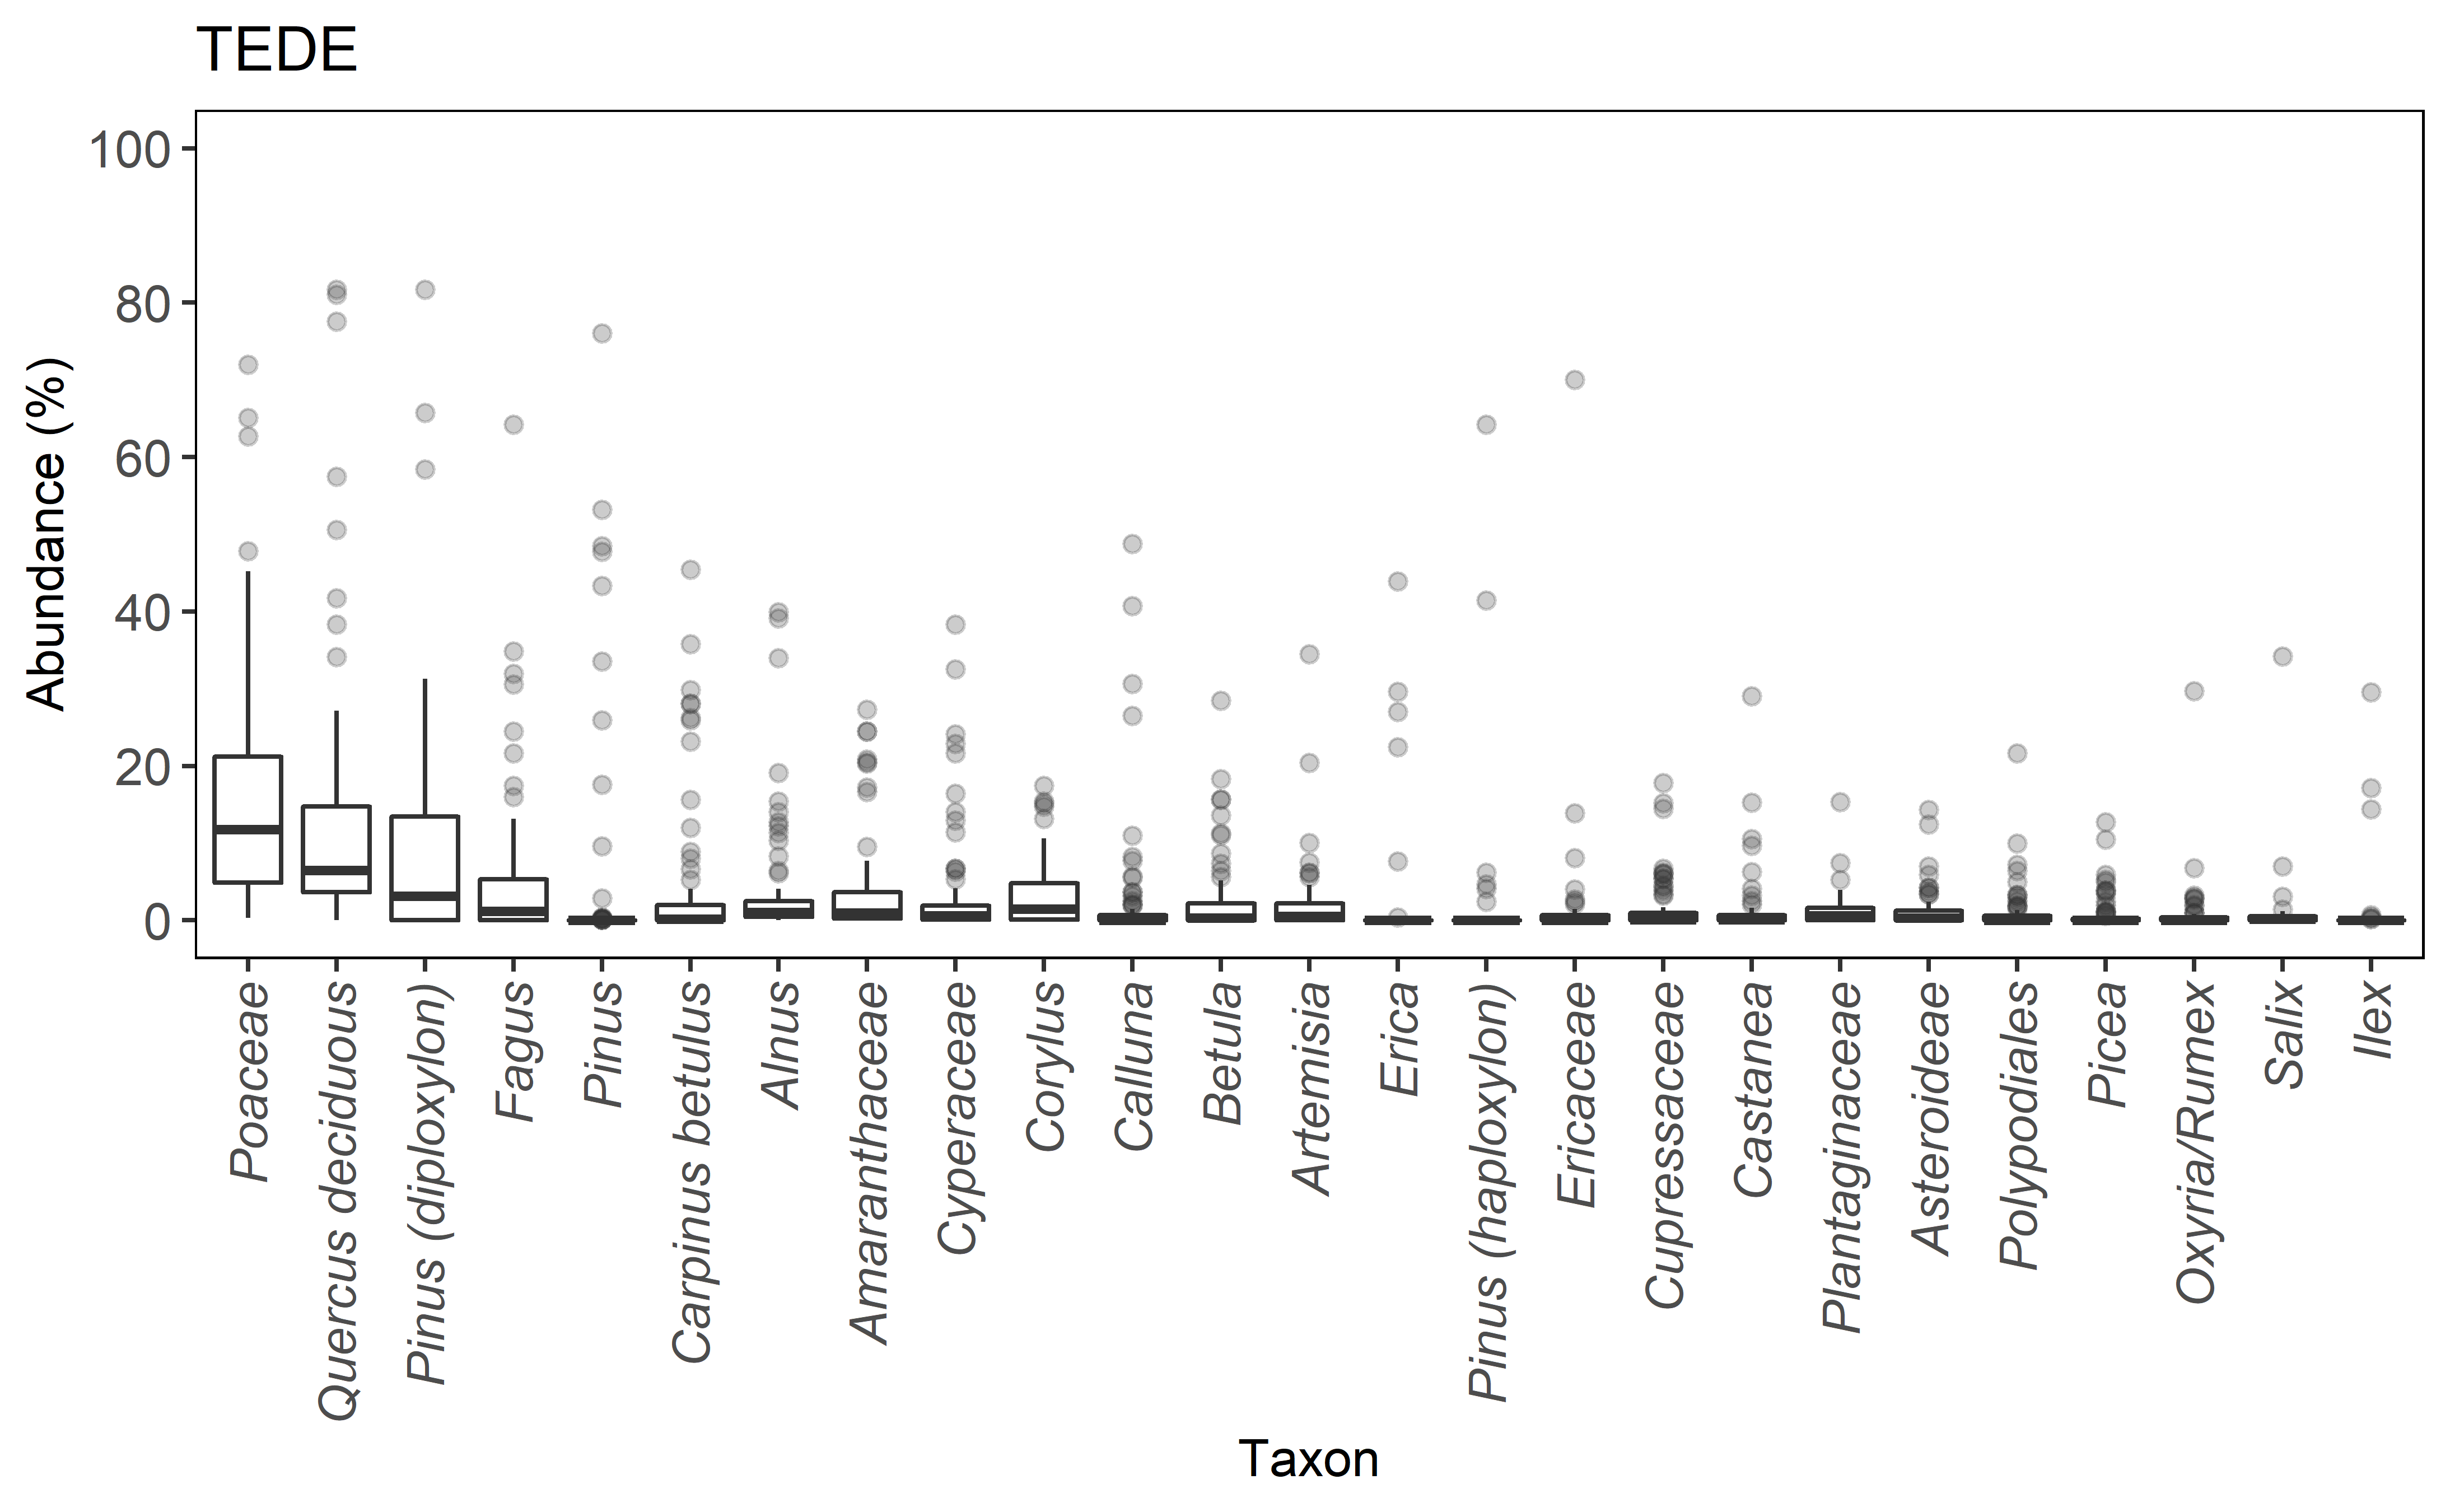 TEDE
Abundance (%)
100
80
60
40
20
0
Poaceae
Quercus deciduous
Pinus (diploxylon)
Fagus
Pinus
Carpinus betulus
Alnus
Amaranthaceae
Cyperaceae
Corylus
Calluna
Betula
Artemisia
Erica
Pinus (haploxylon)
Ericaceae
Cupressaceae
Castanea
Plantaginaceae
Asteroideae
Polypodiales
Picea
Oxyria/Rumex
Salix
Ilex
Taxon